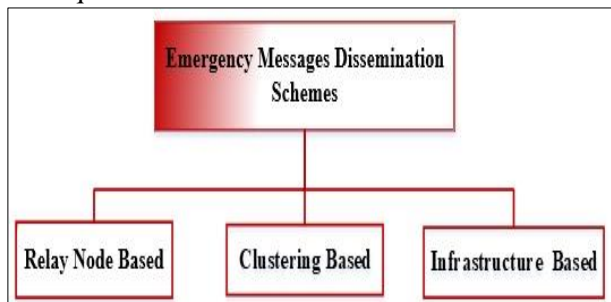 Emergency Messages Dissemination
Schemes
Relay Node Based
Clustering Based
Infrastructure Based